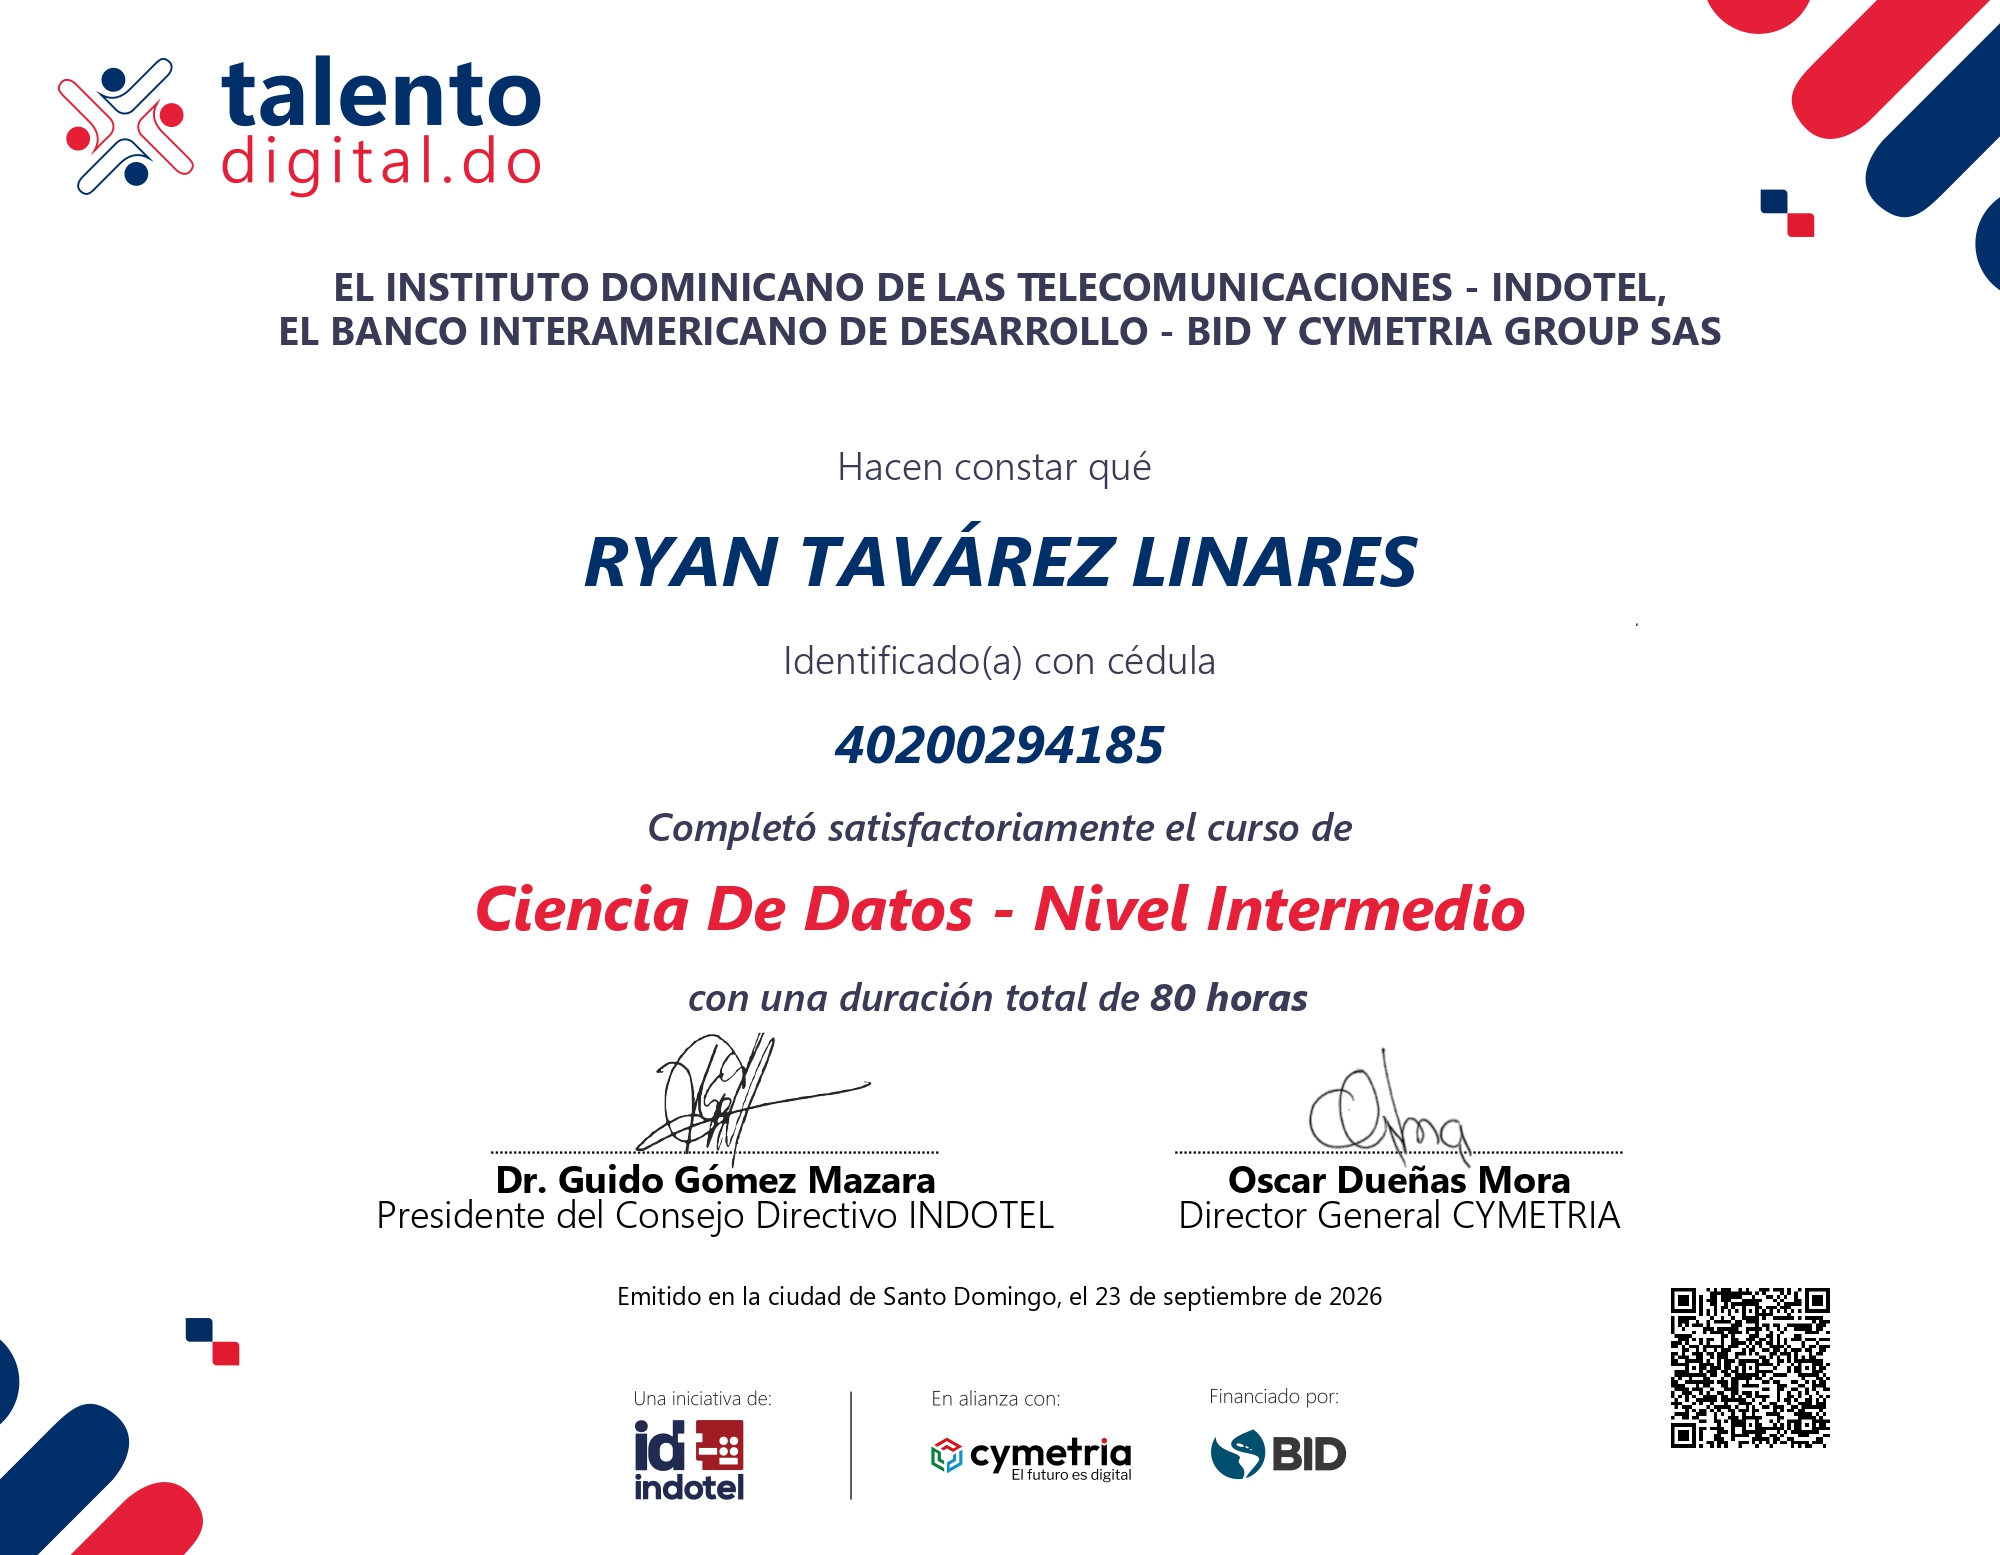 talento
digital.do
EL INSTITUTO DOMINICANO DE LAS TELECOMUNICACIONES - INDOTEL,
EL BANCO INTERAMERICANO DE DESARROLLO - BID Y CYMETRIA GROUP SAS
Hacen constar qué
RYAN TAVÁREZ LINARES
Identificado(a) con cédula
40200294185
Completó satisfactoriamente el curso de
Ciencia De Datos - Nivel Intermedio
con una duración total de 80 horas
Dr. Guido Gómez Mazara
Presidente del Consejo Directivo INDOTEL
Oscar Dueñas Mora
Director General CYMETRIA
Emitido en la ciudad de Santo Domingo, el 23 de septiembre de 2026
Una iniciativa de:
id
indotel
En alianza con:
cymetria
El futuro es digital
Financiado por:
BID